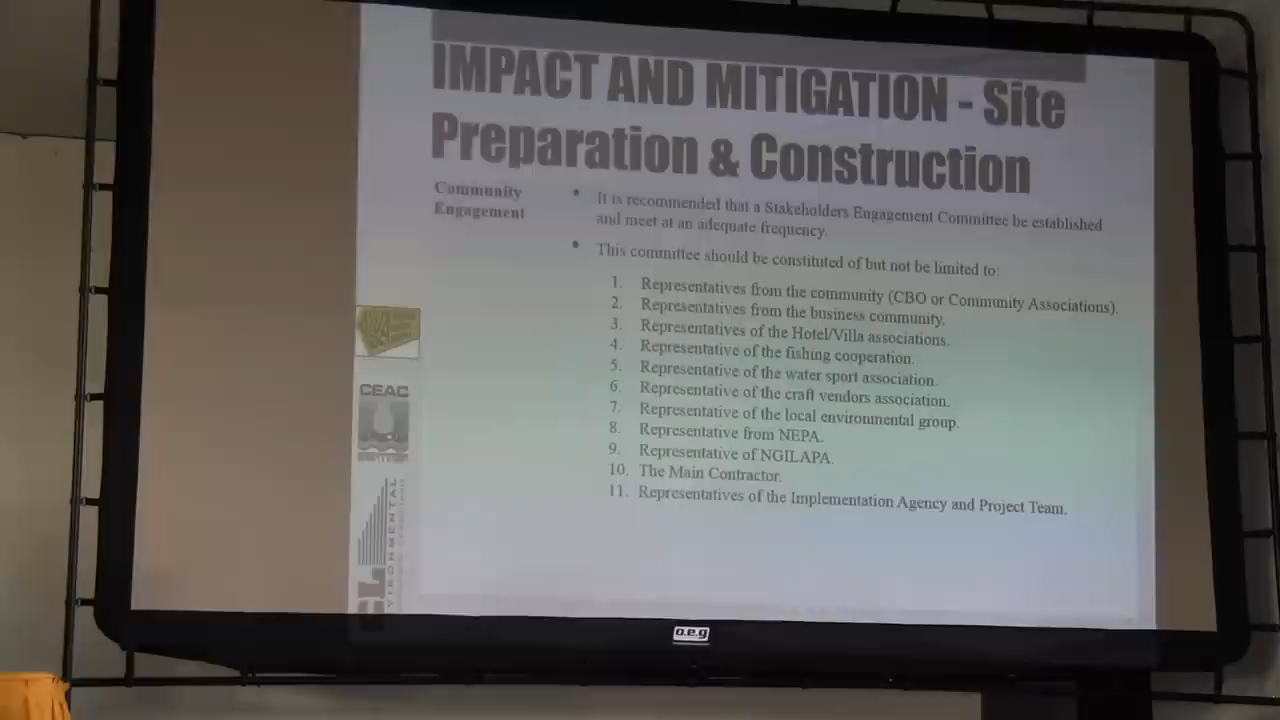 IMPACT AND MITIGATION - Site
Preparation & Construction
Community
Engagement
• It is recommended that a Stakeholders Engagement Committee be established
and meet at an adequate frequency.
• This committee should be constituted of but not be limited to:
1. Representatives from the community (CBO or Community Associations).
2. Representatives from the business community.
3. Representatives of the Hotel/Villa associations.
4. Representative of the fishing cooperation.
5. Representative of the water sport association.
6. Representative of the craft vendors association.
7. Representative of the local environmental group.
8. Representative from NEPA.
9. Representative of NGILAPA.
10. The Main Contractor.
11. Representatives of the Implementation Agency and Project Team.
CEAC
o.e.g